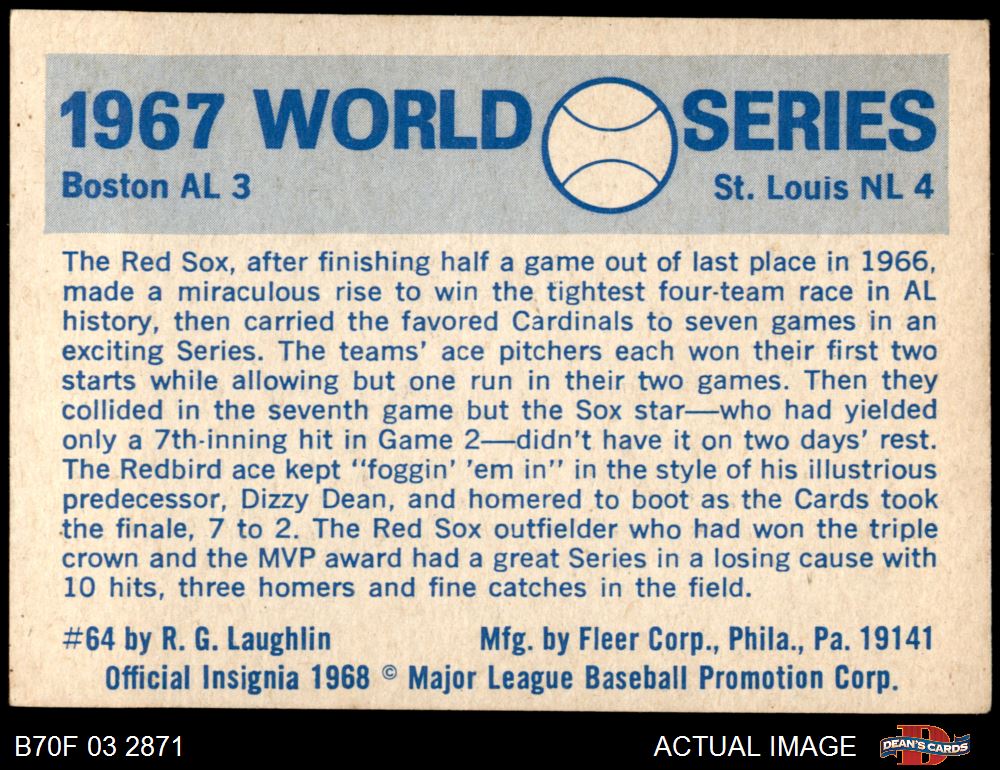 1967 WORLD SERIES
Boston AL 3 St. Louis NL 4
The Red Sox, after finishing half a game out of last place in 1966,
made a miraculous rise to win the tightest four-team race in AL
history, then carried the favored Cardinals to seven games in an
exciting Series. The teams' ace pitchers each won their first two
starts while allowing but one run in their two games. Then they
collided in the seventh game but the Sox star—who had yielded
only a 7th-inning hit in Game 2—didn't have it on two days' rest.
The Redbird ace kept "foggin' 'em in" in the style of his illustrious
predecessor, Dizzy Dean, and homered to boot as the Cards took
the finale, 7 to 2. The Red Sox outfielder who had won the triple
crown and the MVP award had a great Series in a losing cause with
10 hits, three homers and fine catches in the field.
#64 by R. G. Laughlin Mfg. by Fleer Corp., Phila., Pa. 19141
Official Insignia 1968 © Major League Baseball Promotion Corp.
B70F 03 2871 ACTUAL IMAGE D DEAN'S CARDS